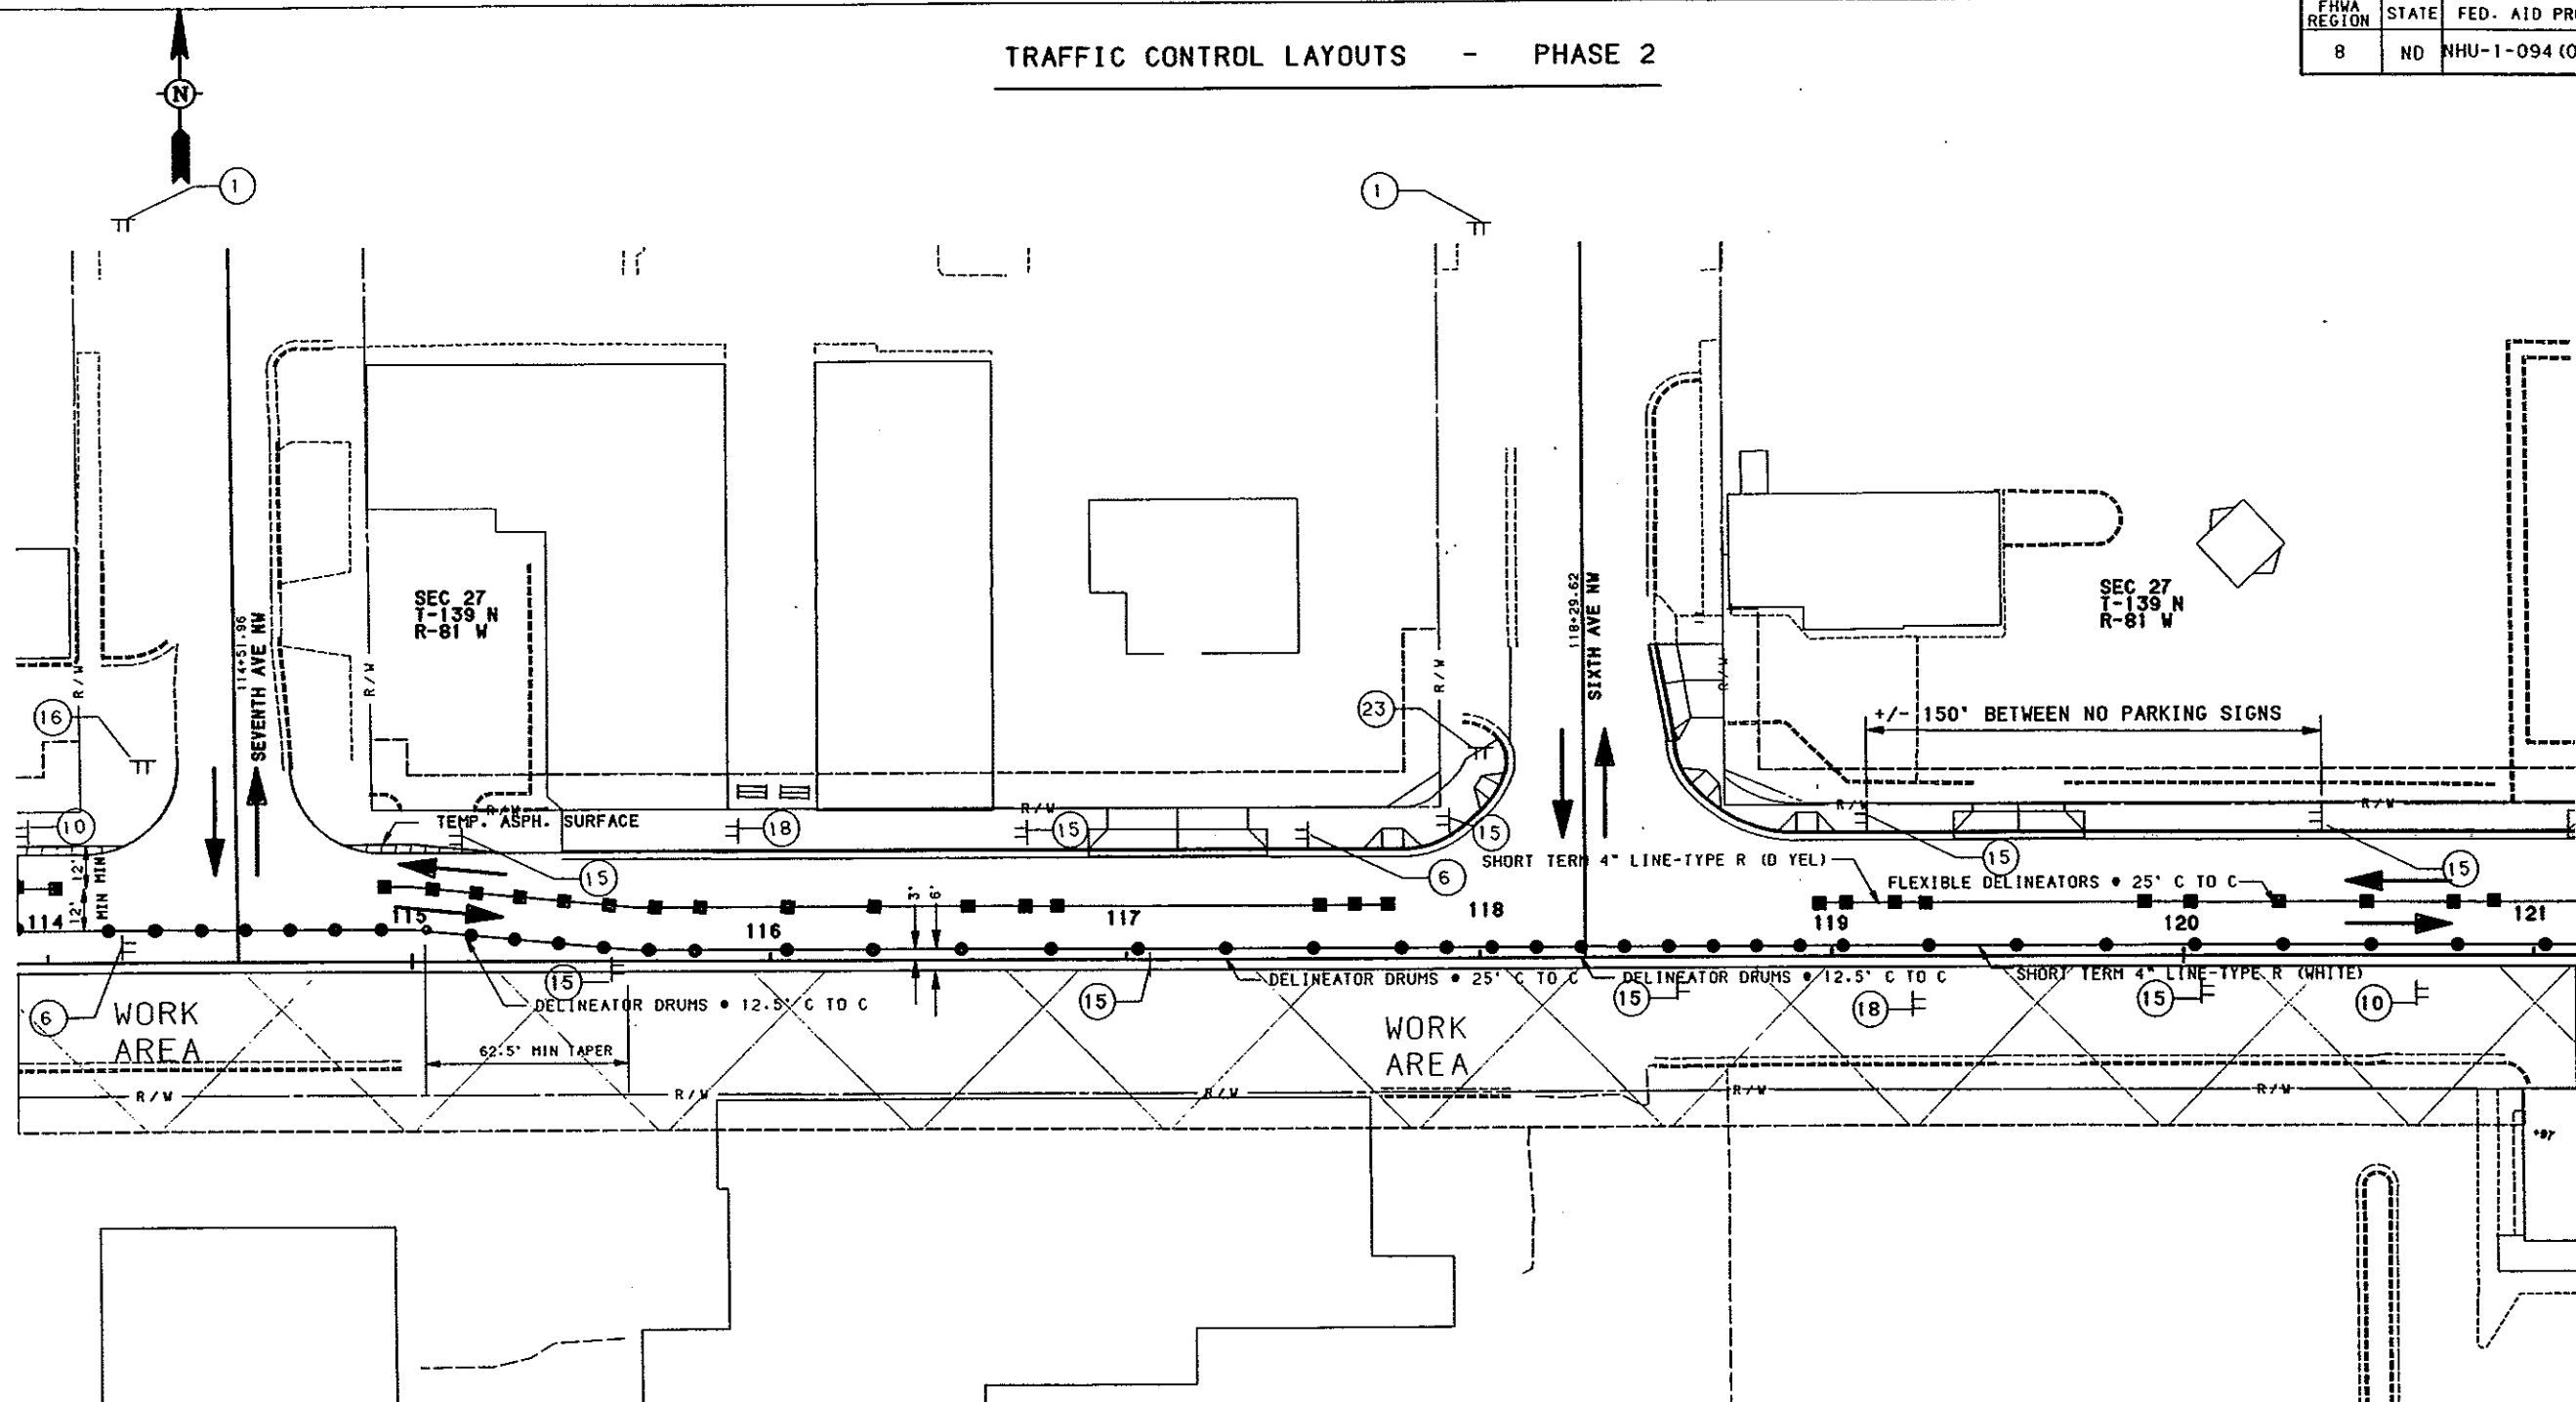 TRAFFIC CONTROL LAYOUTS - PHASE 2
FHWA REGION
STATE
FED. AID
8
ND
NHU-1-094
N
1
1
SEC 27
T-139 N
R-81 W
SEC 27
T-139 N
R-81 W
114+51.96
SEVENTH AVE NW
118+29.62
SIXTH AVE NW
R/W
R/W
R/W
R/W
16
23
+/- 150' BETWEEN NO PARKING SIGNS
R/W
R/W
R/W
R/W
10
TEMP. ASPH. SURFACE
18
15
15
15
SHORT TERM 4" LINE-TYPE R (D YEL)
15
15
6
FLEXIBLE DELINEATORS • 25' C TO C
12'
MIN
12'
MIN
3'
6'
114
115
116
117
118
119
120
121
6
15
DELINEATOR DRUMS • 12.5' C TO C
15
DELINEATOR DRUMS • 25' C TO C
DELINEATOR DRUMS • 12.5' C TO C
15
18
SHORT TERM 4" LINE-TYPE R (WHITE)
15
10
WORK
AREA
WORK
AREA
62.5' MIN TAPER
R/W
R/W
R/W
R/W
R/W
+97